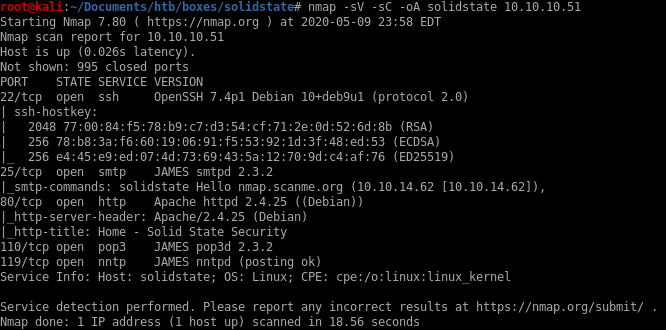 root@kali:~/Documents/htb/boxes/solidstate# nmap -sV -sC -oA solidstate 10.10.10.51
Starting Nmap 7.80 ( https://nmap.org ) at 2020-05-09 23:58 EDT
Nmap scan report for 10.10.10.51
Host is up (0.026s latency).
Not shown: 995 closed ports
PORT    STATE SERVICE VERSION
22/tcp  open  ssh     OpenSSH 7.4p1 Debian 10+deb9u1 (protocol 2.0)
| ssh-hostkey:
|   2048 77:00:84:f5:78:b9:c7:d3:54:cf:71:2e:0d:52:6d:8b (RSA)
|   256 78:b8:3a:f6:60:19:06:91:f5:53:92:1d:3f:48:ed:53 (ECDSA)
|_  256 e4:45:e9:ed:07:4d:73:69:43:5a:12:70:9d:c4:af:76 (ED25519)
25/tcp  open  smtp    JAMES smtpd 2.3.2
|_smtp-commands: solidstate Hello nmap.scanme.org (10.10.14.62 [10.10.14.62]),
80/tcp  open  http    Apache httpd 2.4.25 ((Debian))
|_http-server-header: Apache/2.4.25 (Debian)
|_http-title: Home - Solid State Security
110/tcp open  pop3    JAMES pop3d 2.3.2
119/tcp open  nntp    JAMES nntpd (posting ok)
Service Info: Host: solidstate; OS: Linux; CPE: cpe:/o:linux:linux_kernel

Service detection performed. Please report any incorrect results at https://nmap.org/submit/ .
Nmap done: 1 IP address (1 host up) scanned in 18.56 seconds